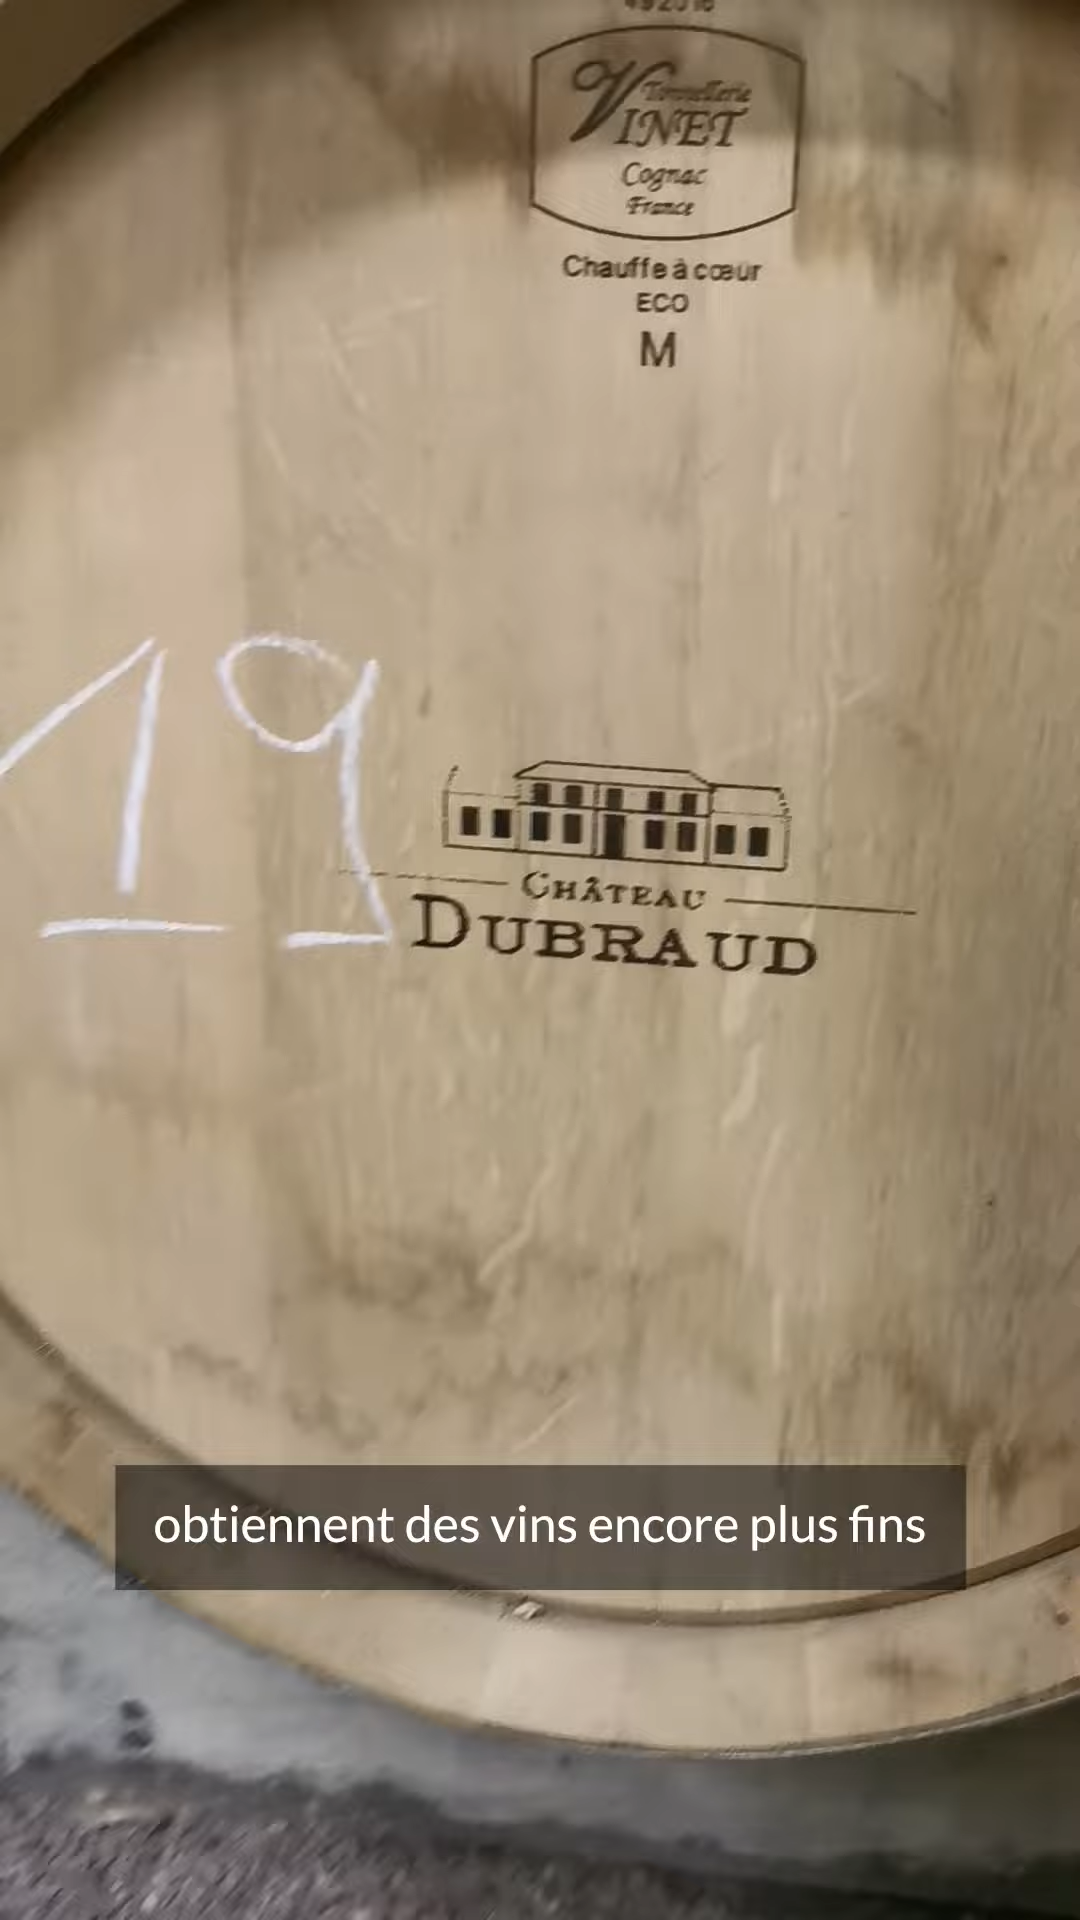 Tonnellerie
VINET
Cognac
France
Chauffe à cœur
ECO
M
19
CHÂTEAU
DUBRAUD
obtiennent des vins encore plus fins